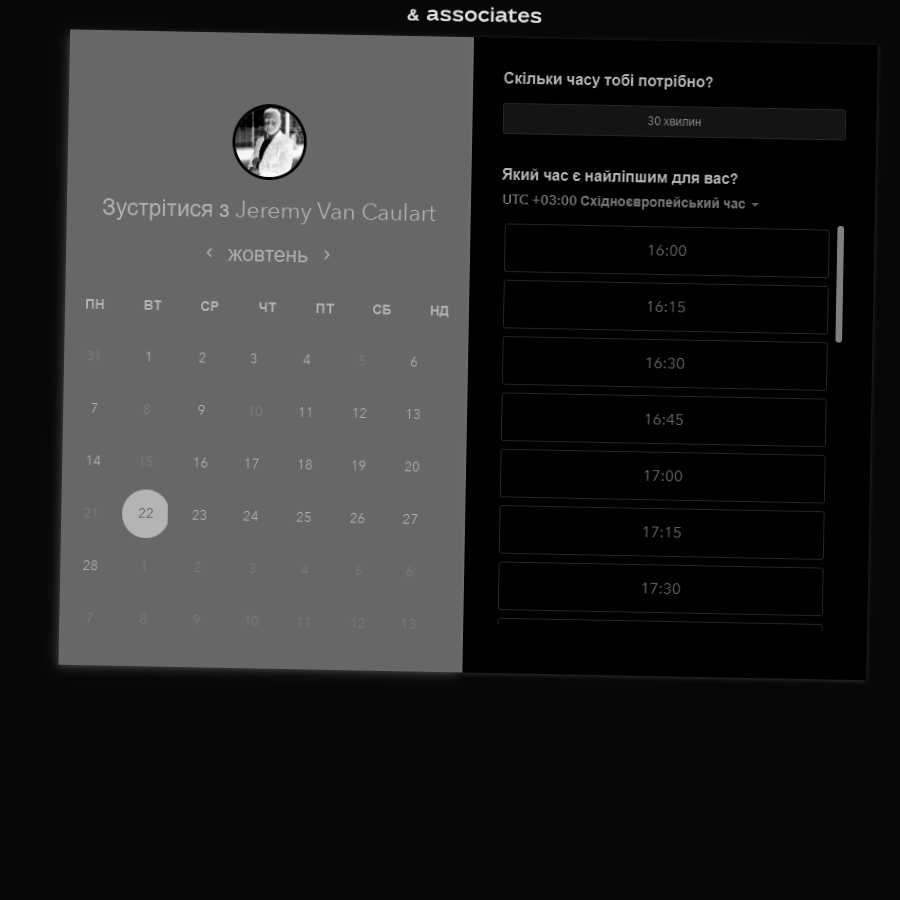 & associates
Зустрітися з Jeremy Van Caulart
жовтень
ПН ВТ СР ЧТ ПТ СБ НД
31 1 2 3 4 5 6
7 8 9 10 11 12 13
14 15 16 17 18 19 20
21 22 23 24 25 26 27
28 1 2 3 4 5 6
7 8 9 10 11 12 13
Скільки часу тобі потрібно?
30 хвилин
Який час є найліпшим для вас?
UTC +03:00 Східноєвропейський час
16:00
16:15
16:30
16:45
17:00
17:15
17:30